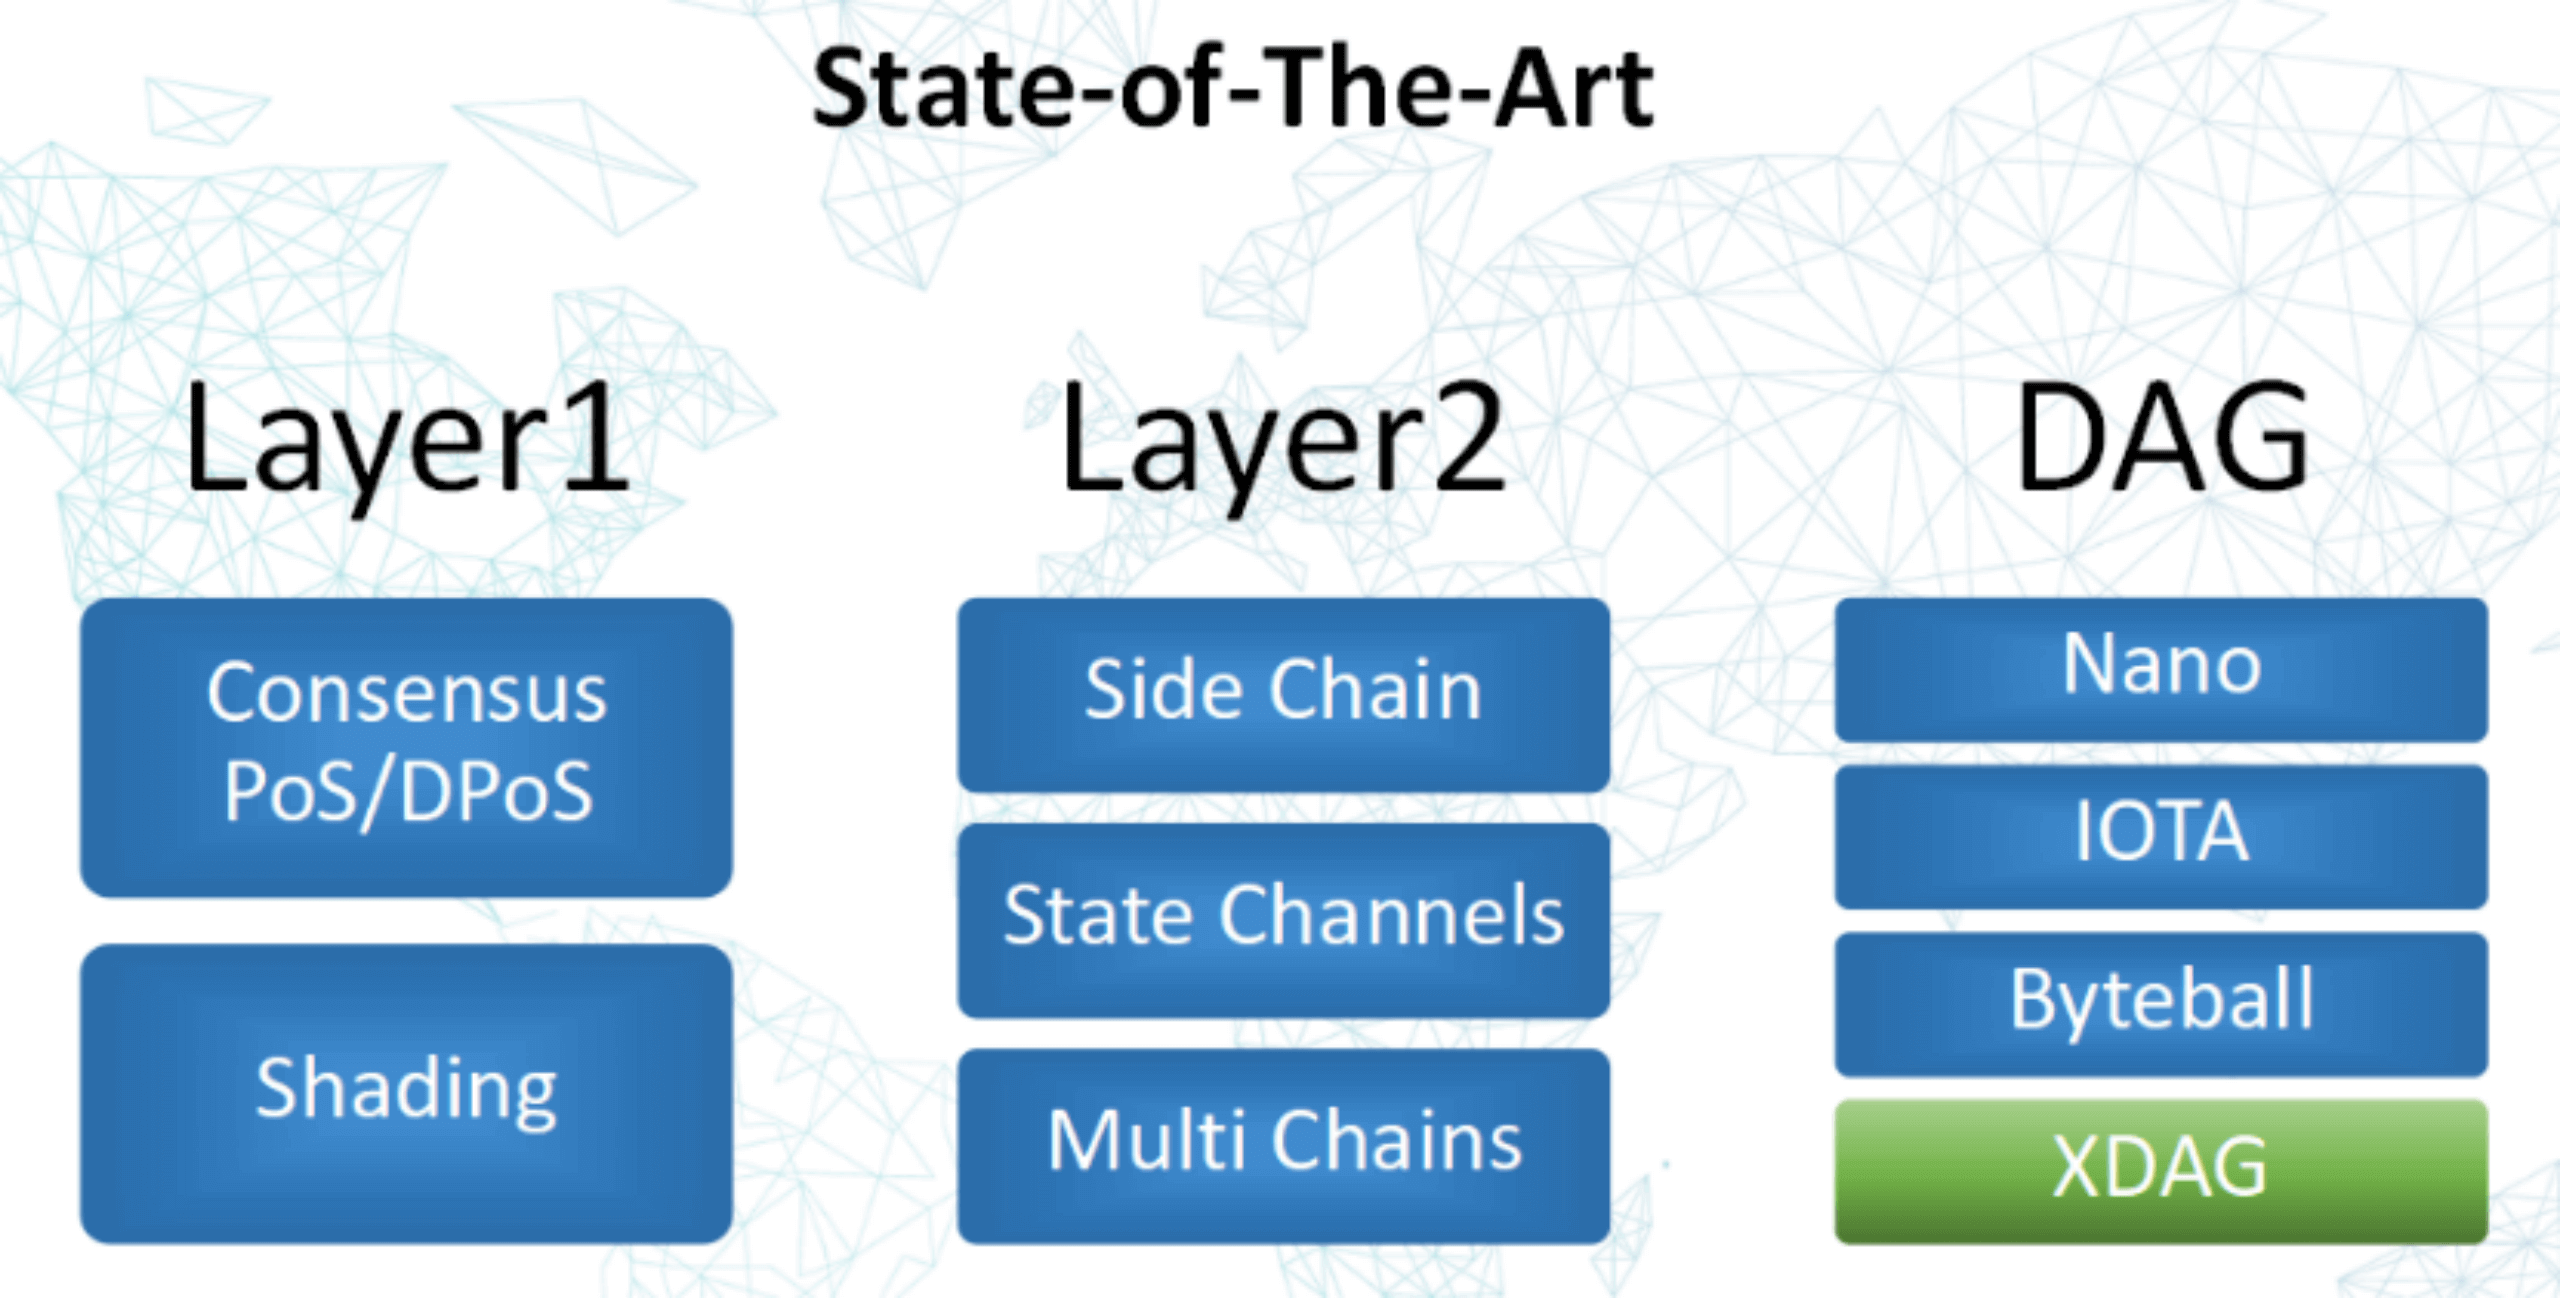 State-of-The-Art
Layer1
Consensus
PoS/DPoS
Shading
Layer2
Side Chain
State Channels
Multi Chains
DAG
Nano
IOTA
Byteball
XDAG